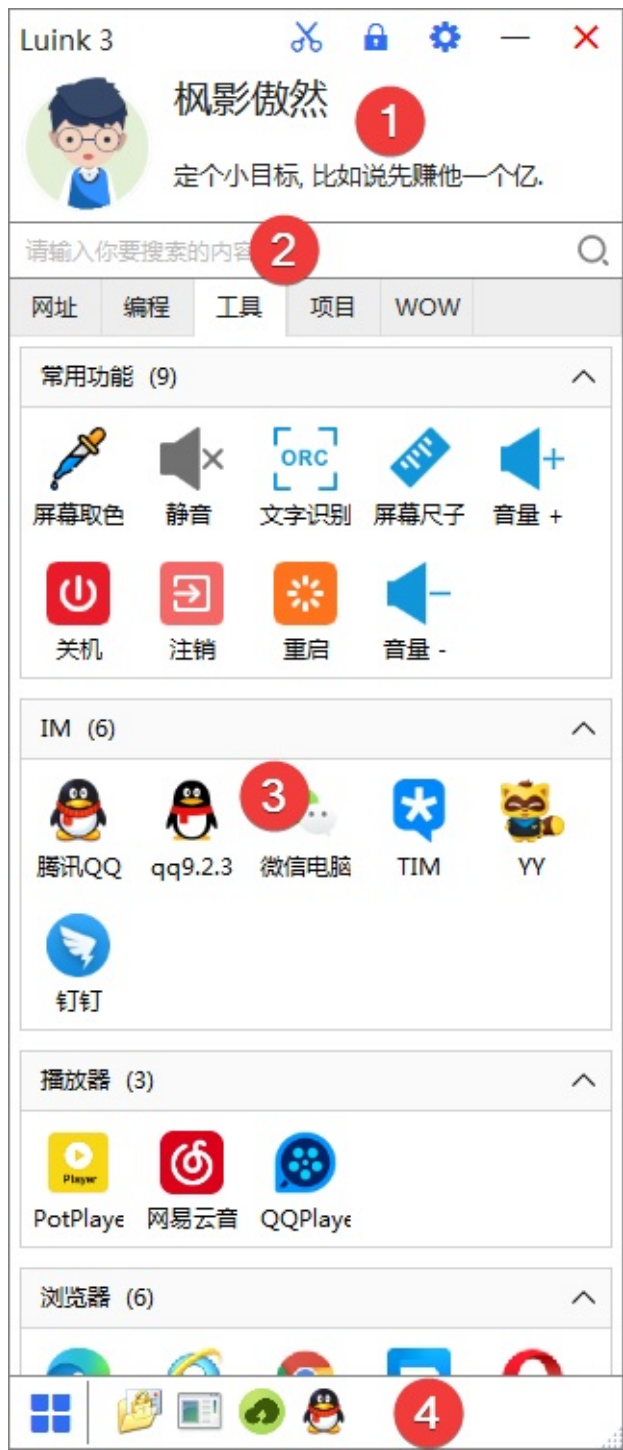 Luink 3
枫影傲然
1
定个小目标, 比如说先赚他一个亿.
请输入你要搜索的内容
2
网址 编程 工具 项目 WOW
常用功能 (9)
ORC
屏幕取色 静音 文字识别 屏幕尺子 音量 +
关机 注销 重启 音量 -
IM (6)
3
腾讯QQ qq9.2.3 微信电脑 TIM YY
钉钉
播放器 (3)
Player
PotPlaye 网易云音 QQPlaye
浏览器 (6)
4